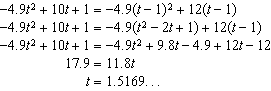 −4.9t² + 10t + 1 = −4.9(t − 1)² + 12(t − 1)
−4.9t² + 10t + 1 = −4.9(t² − 2t + 1) + 12(t − 1)
−4.9t² + 10t + 1 = −4.9t² + 9.8t − 4.9 + 12t − 12
17.9 = 11.8t
t = 1.5169...